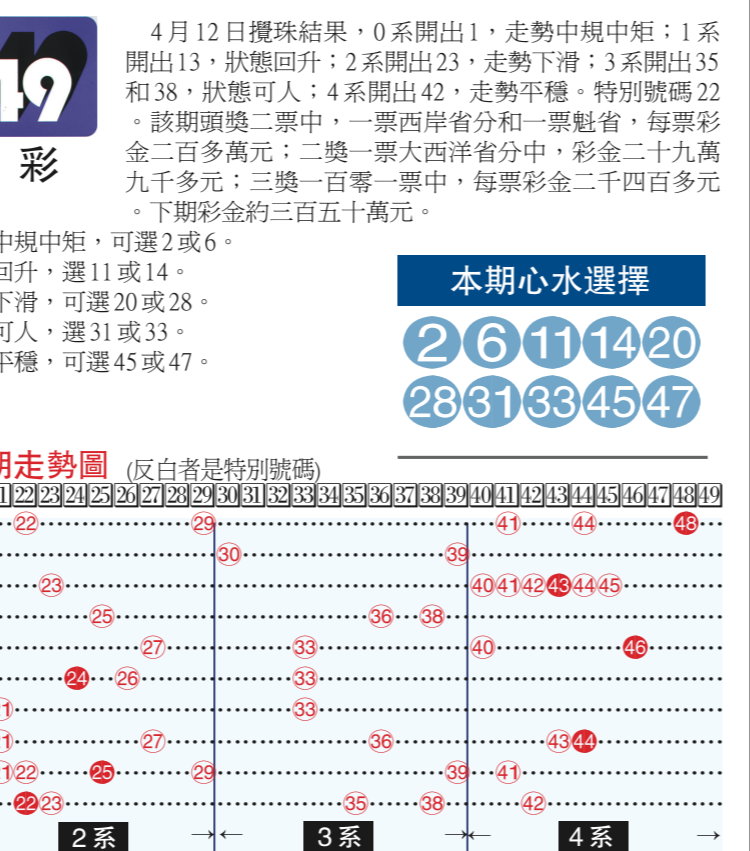 49
彩
4月12日攪珠結果，0系開出1，走勢中規中矩；1系
開出13，狀態回升；2系開出23，走勢下滑；3系開出35
和38，狀態可人；4系開出42，走勢平穩。特別號碼22
。該期頭獎二票中，一票西岸省分和一票魁省，每票彩
金二百多萬元；二獎一票大西洋省分中，彩金二十九萬
九千多元；三獎一百零一票中，每票彩金二千四百多元
。下期彩金約三百五十萬元。
中規中矩，可選2或6。
回升，選11或14。
下滑，可選20或28。
可人，選31或33。
平穩，可選45或47。
本期心水選擇
2 6 11 14 20
28 31 33 45 47
期走勢圖 (反白者是特別號碼)
1 22 23 24 25 26 27 28 29 30 31 32 33 34 35 36 37 38 39 40 41 42 43 44 45 46 47 48 49
22 29 41 44 48
30 39
23 40 41 42 43 44 45
25 36 38
27 33 40 46
24 26 33
1 33
1 27 36 43 44
1 22 25 29 39 41
22 23 35 38 42
2系 →← 3系 →← 4系 →